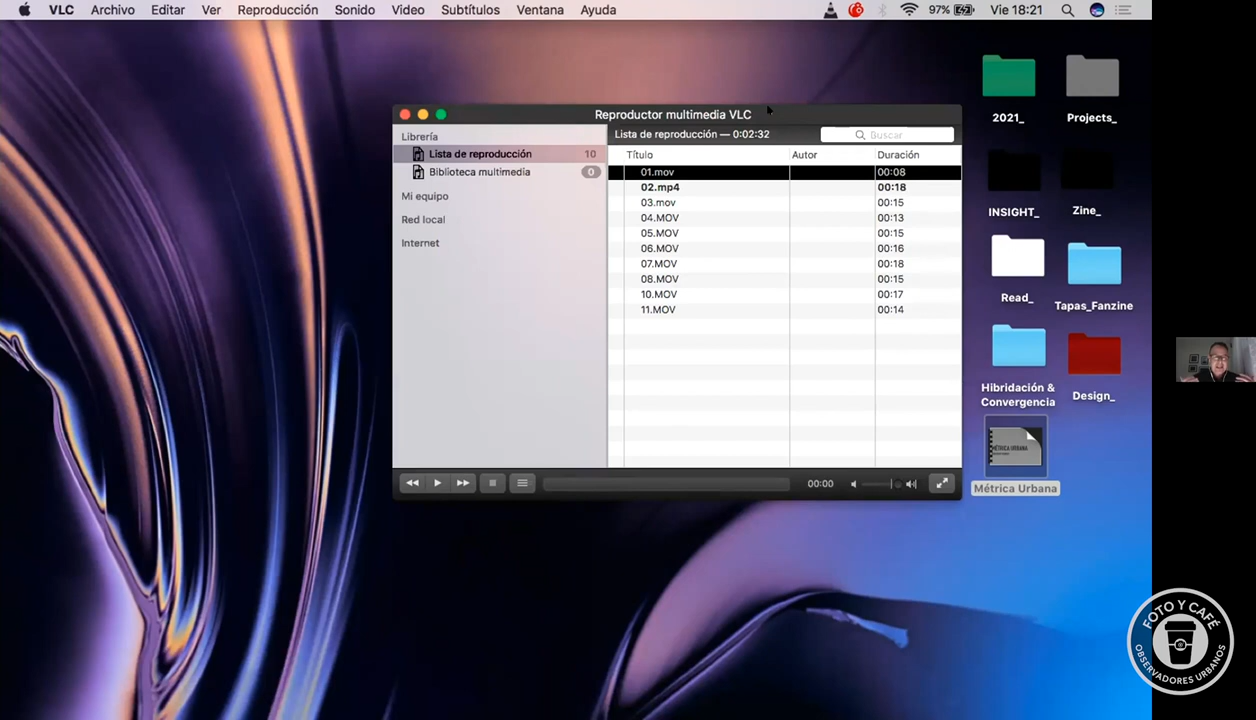 VLC Archivo Editar Ver Reproducción Sonido Video Subtítulos Ventana Ayuda 97% Vie 18:21
Reproductor multimedia VLC
Librería
Lista de reproducción 10
Biblioteca multimedia 0
Mi equipo
Red local
Internet
Lista de reproducción — 0:02:32 Buscar
Título Autor Duración
01.mov 00:08
02.mp4 00:18
03.mov 00:15
04.MOV 00:13
05.MOV 00:15
06.MOV 00:16
07.MOV 00:18
08.MOV 00:15
10.MOV 00:17
11.MOV 00:14
00:00
2021_ Projects_
INSIGHT_ Zine_
Read_ Tapas_Fanzine
Hibridación &
Convergencia
Design_
MÉTRICA URBANA
Métrica Urbana
FOTO Y CAFÉ
OBSERVADORES URBANOS